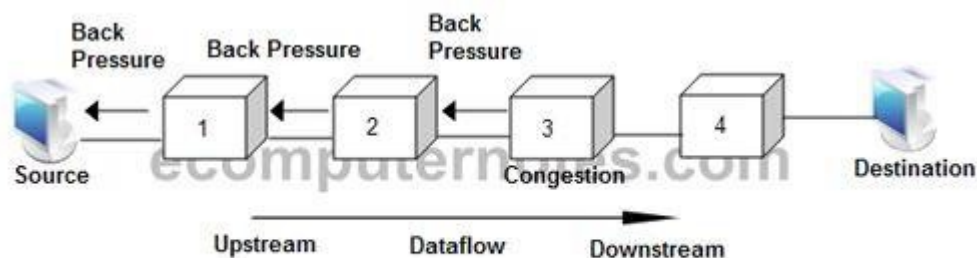 Back
Pressure
Back Pressure
Back
Pressure
1
2
3
4
Source
Congestion
Destination
ecomputernotes.com
Upstream
Dataflow
Downstream